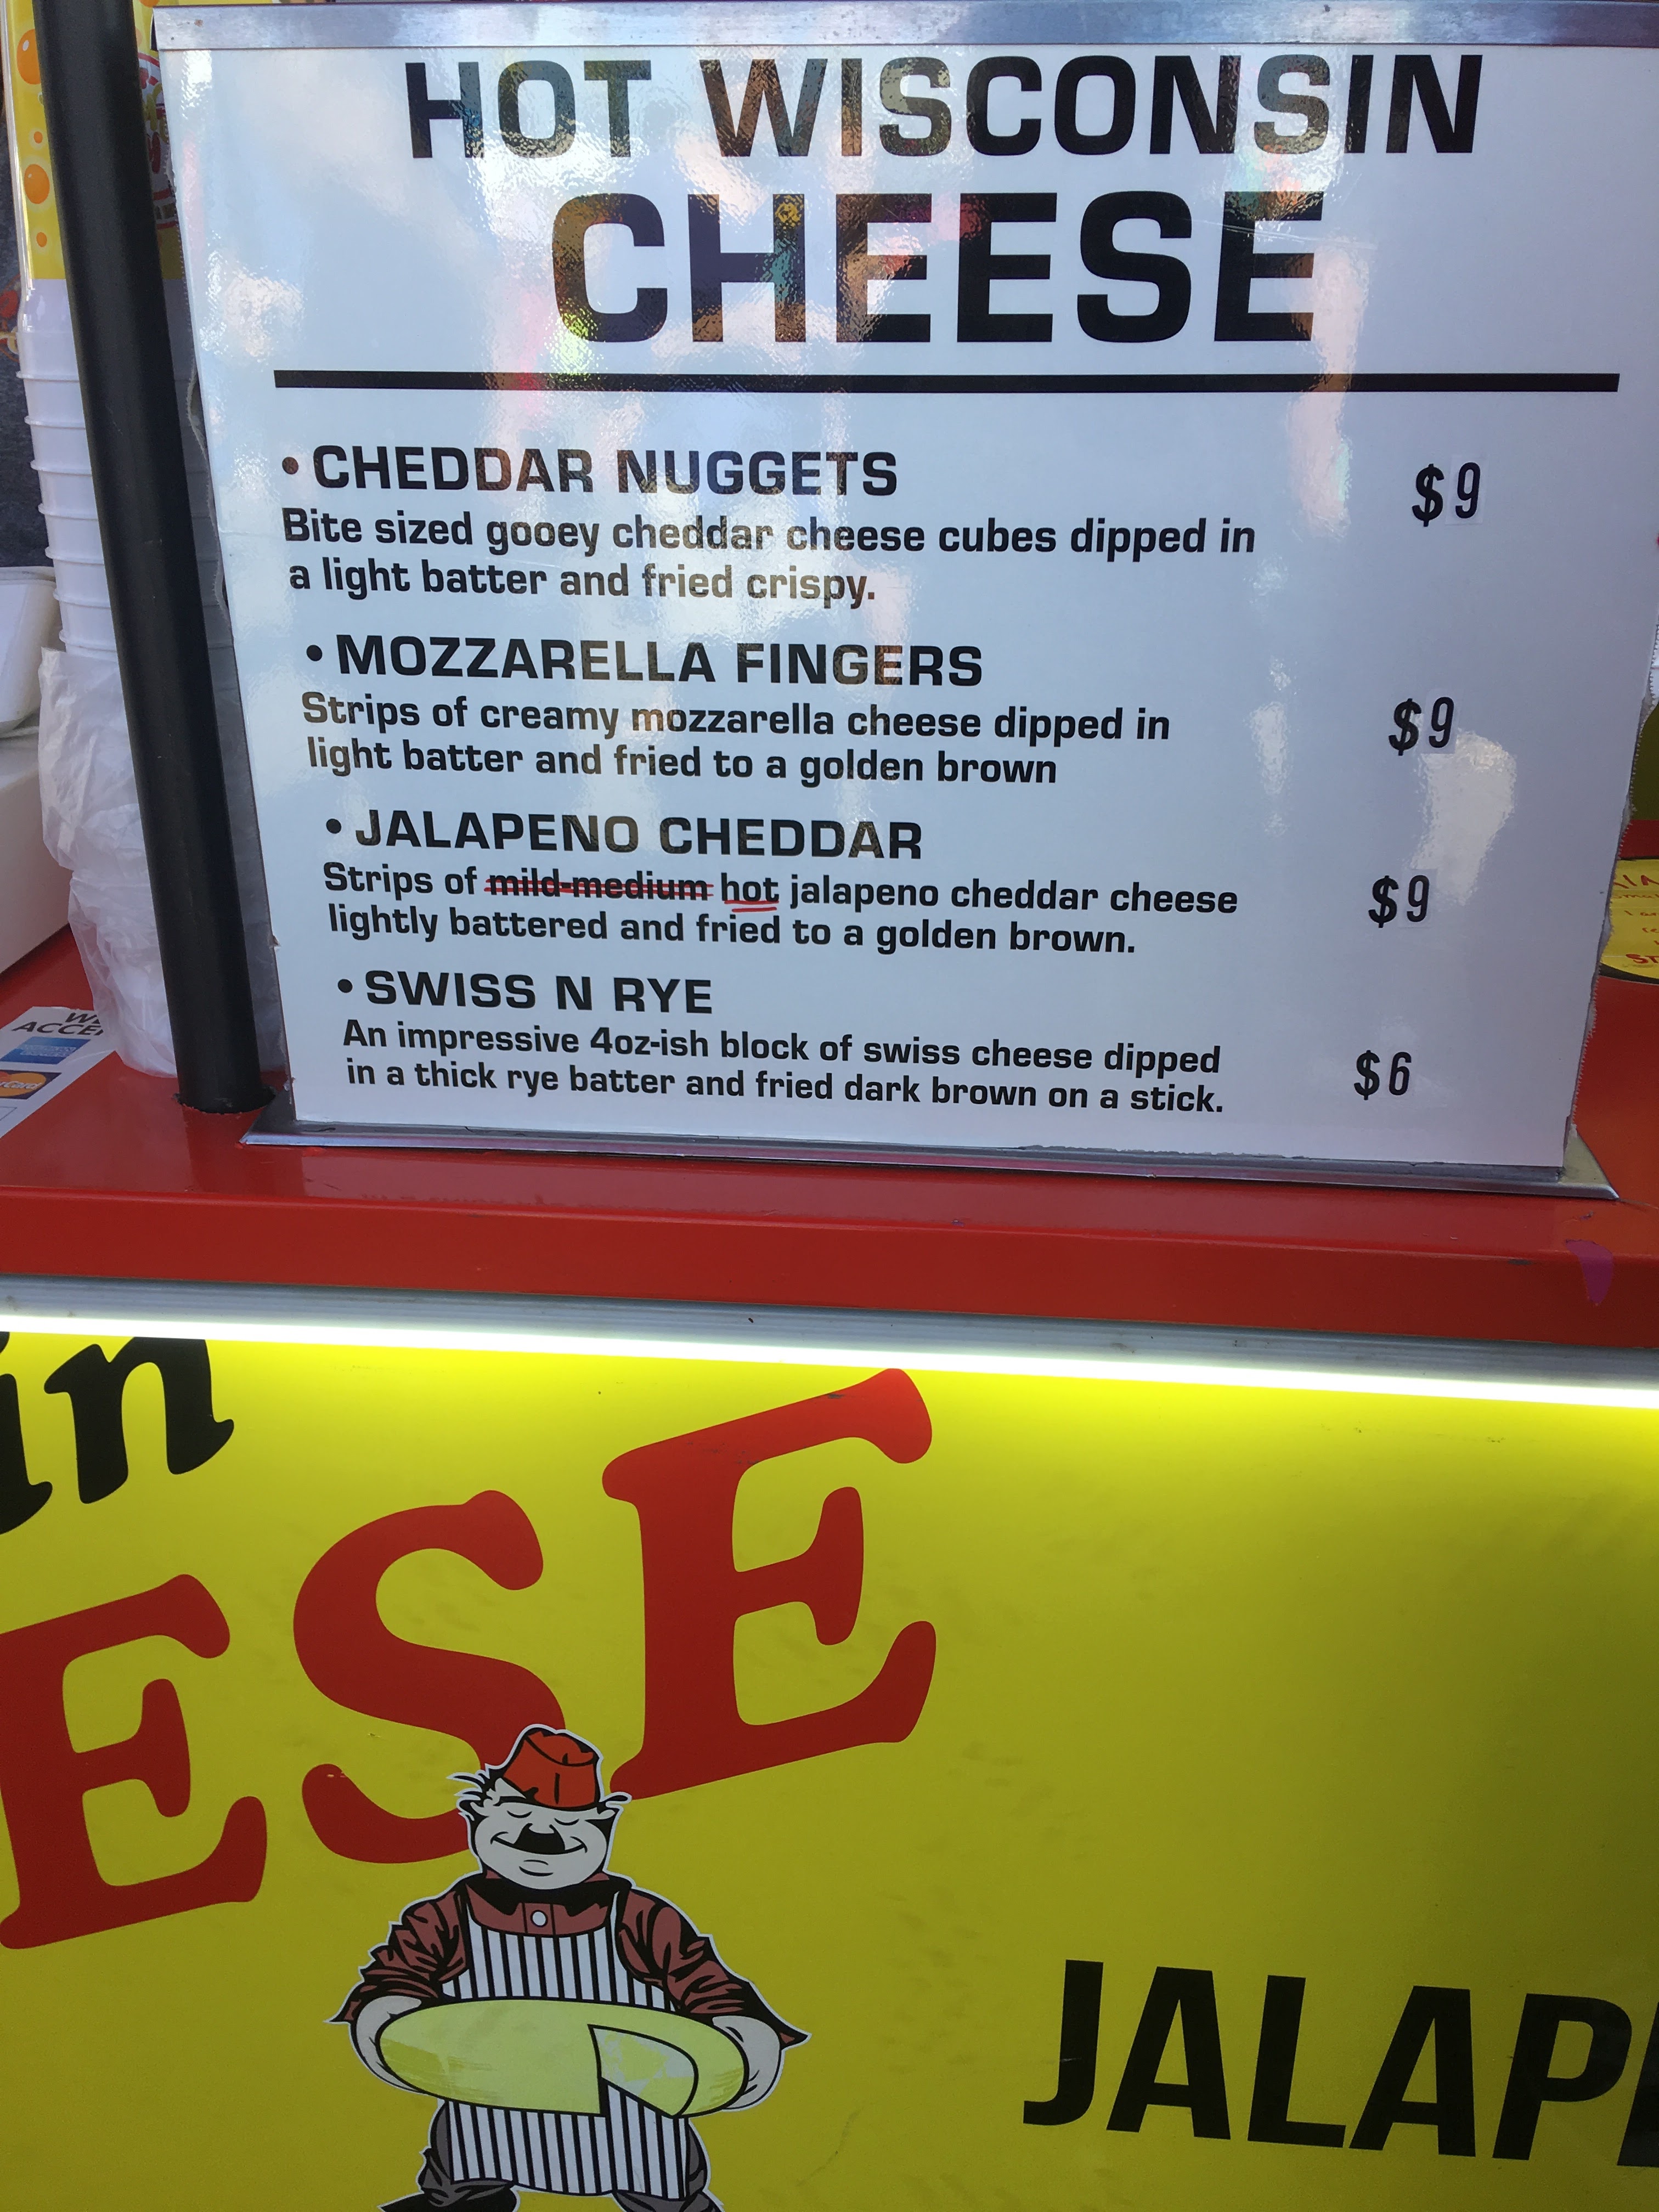 HOT WISCONSIN
CHEESE
• CHEDDAR NUGGETS
$9
Bite sized gooey cheddar cheese cubes dipped in
a light batter and fried crispy.
• MOZZARELLA FINGERS
Strips of creamy mozzarella cheese dipped in
$9
light batter and fried to a golden brown
• JALAPENO CHEDDAR
Strips of mild-medium hot jalapeno cheddar cheese
$9
lightly battered and fried to a golden brown.
• SWISS N RYE
An impressive 4oz-ish block of swiss cheese dipped
$6
in a thick rye batter and fried dark brown on a stick.
WE
ACCE
in
ESE
JALAP